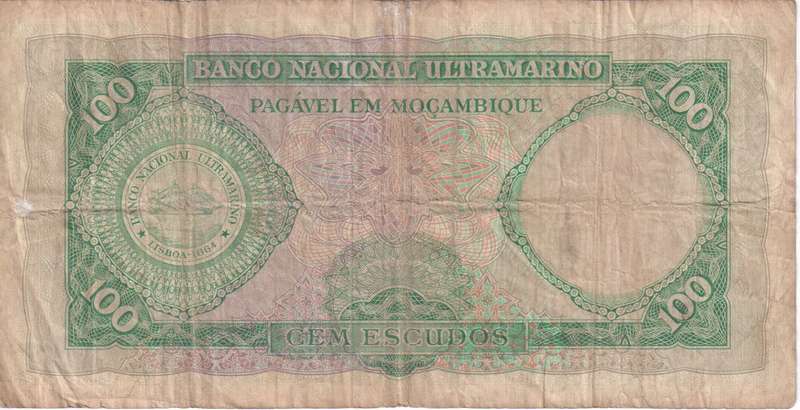 BANCO NACIONAL ULTRAMARINO
PAGÁVEL EM MOÇAMBIQUE
100
100
BANCO NACIONAL ULTRAMARINO
LISBOA-1864
100
100
CEM ESCUDOS